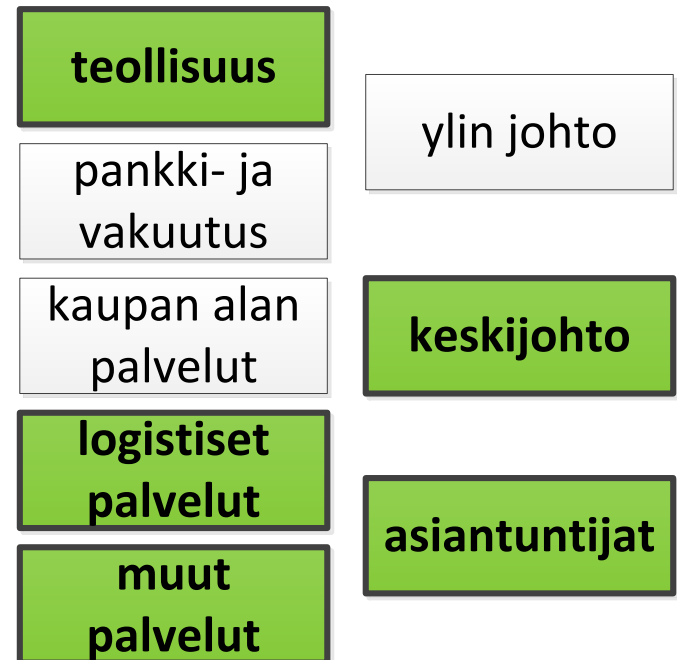 teollisuus
pankki- ja
vakuutus
kaupan alan
palvelut
logistiset
palvelut
muut
palvelut
ylin johto
keskijohto
asiantuntijat